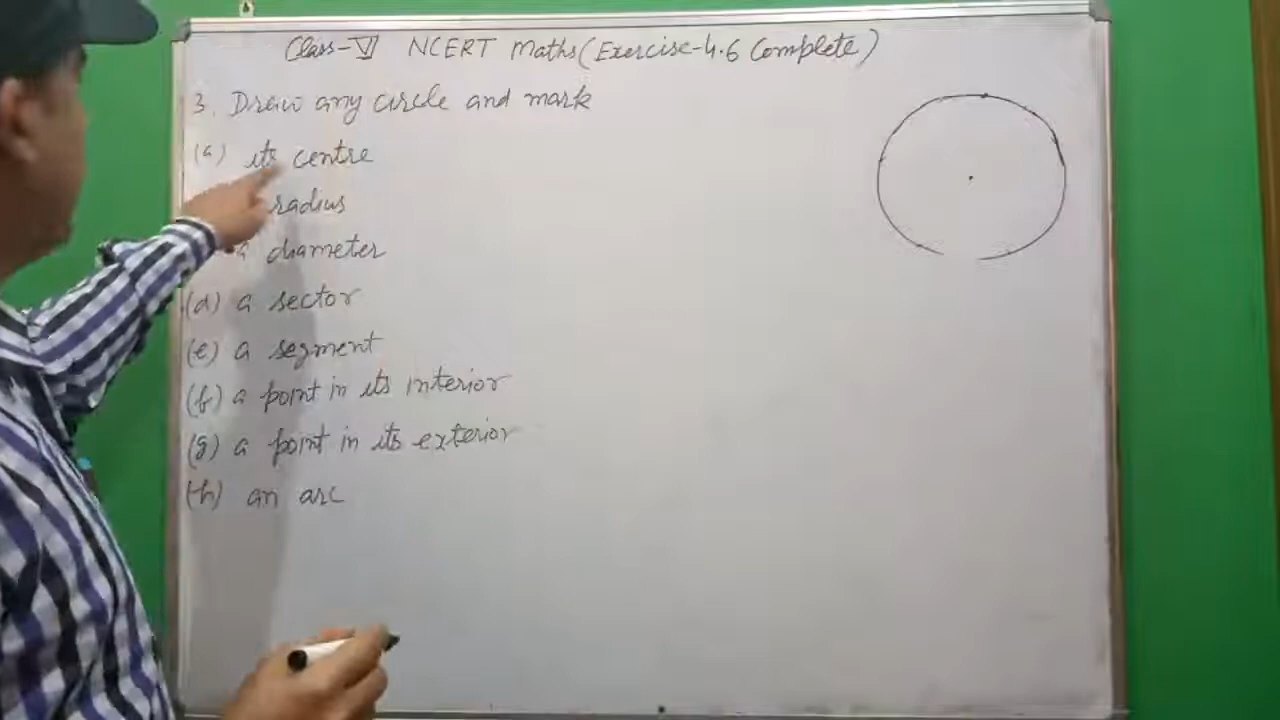 Class-VI NCERT Maths (Exercise-4.6 Complete)
3. Draw any circle and mark
(a) its centre
radius
a diameter
(d) a sector
(e) a segment
(f) a point in its interior
(g) a point in its exterior
(h) an arc